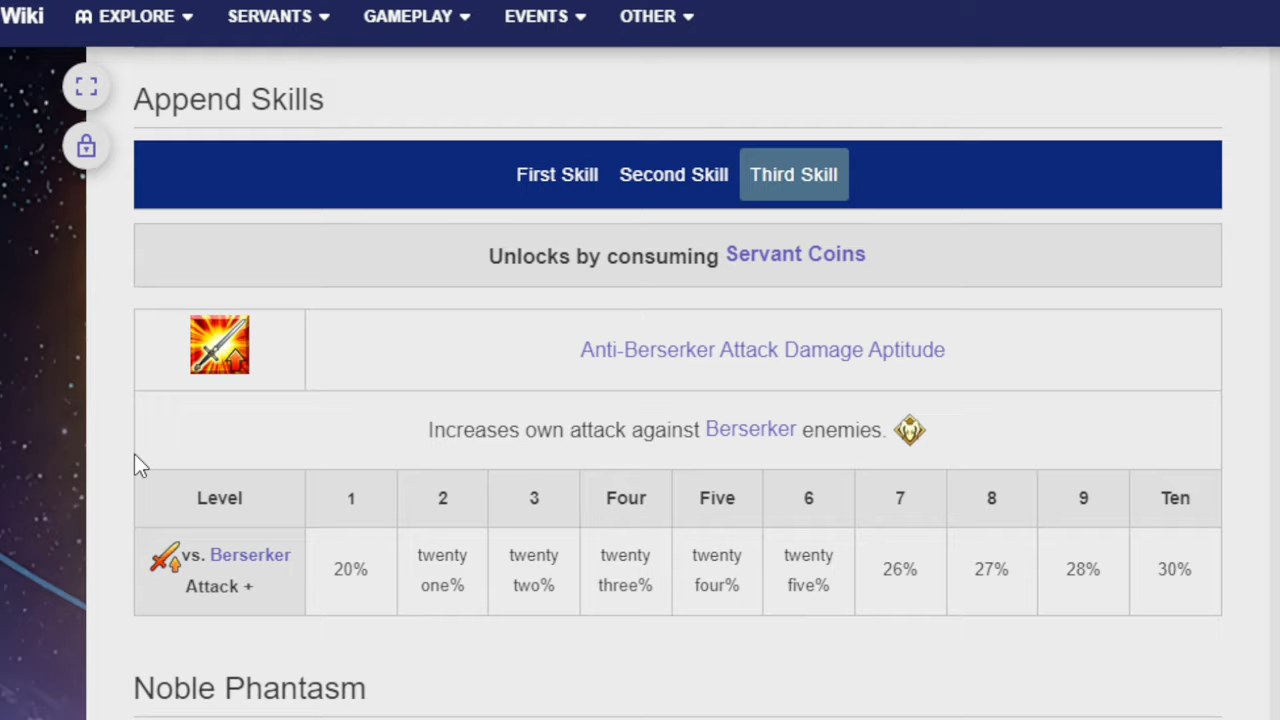 Wiki EXPLORE SERVANTS GAMEPLAY EVENTS OTHER
Append Skills
First Skill Second Skill Third Skill
Unlocks by consuming Servant Coins
Anti-Berserker Attack Damage Aptitude
Increases own attack against Berserker enemies.
Level 1 2 3 Four Five 6 7 8 9 Ten
vs. Berserker Attack + 20% twenty one% twenty two% twenty three% twenty four% twenty five% 26% 27% 28% 30%
Noble Phantasm